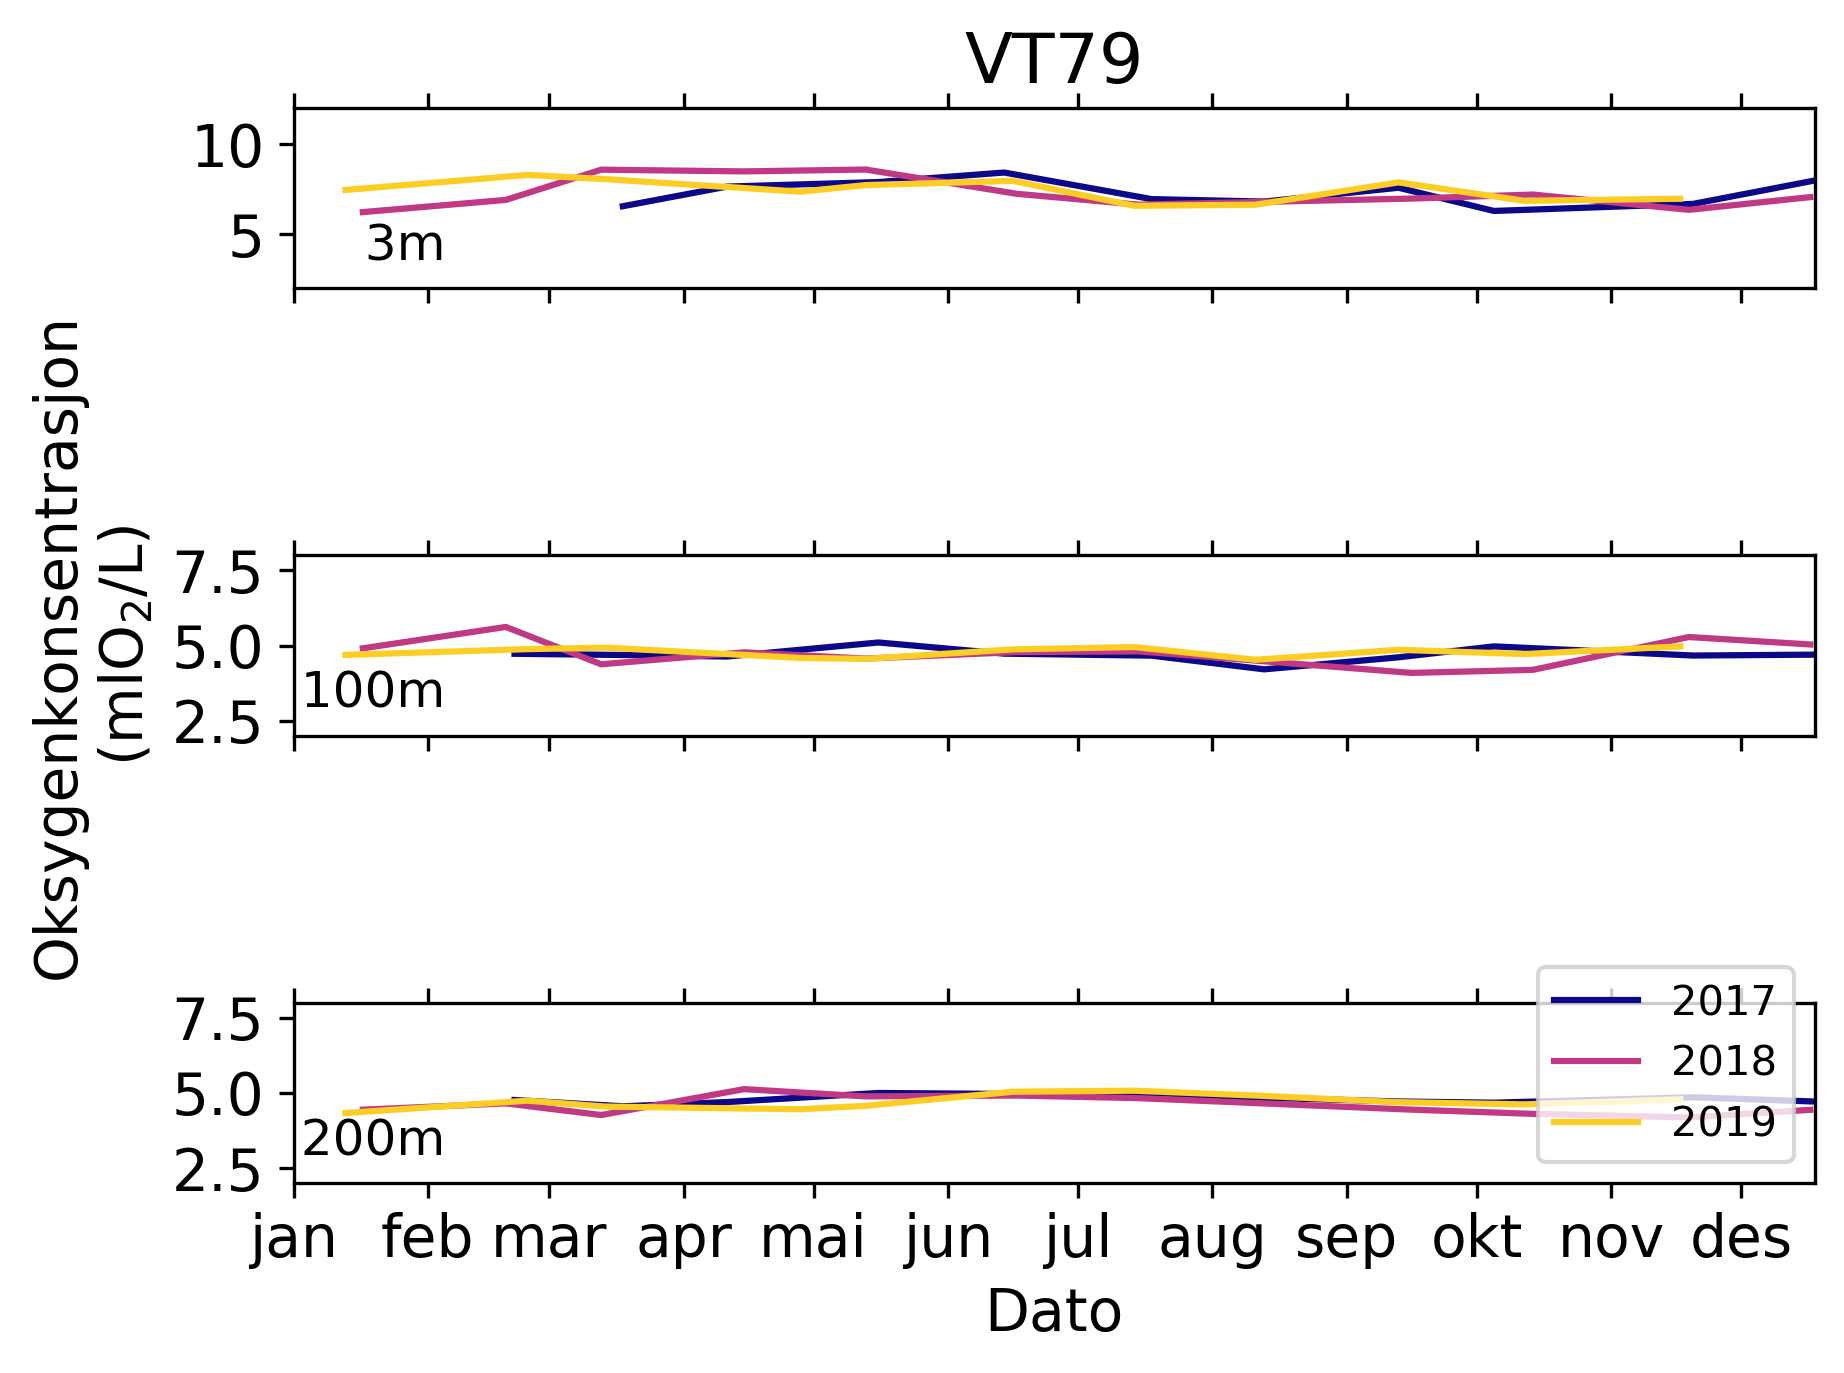 VT79
10
5
3m
Oksygenkonsentrasjon
(mlO₂/L)
7.5
5.0
2.5
100m
7.5
5.0
2.5
200m
2017
2018
2019
jan feb mar apr mai jun jul aug sep okt nov des
Dato